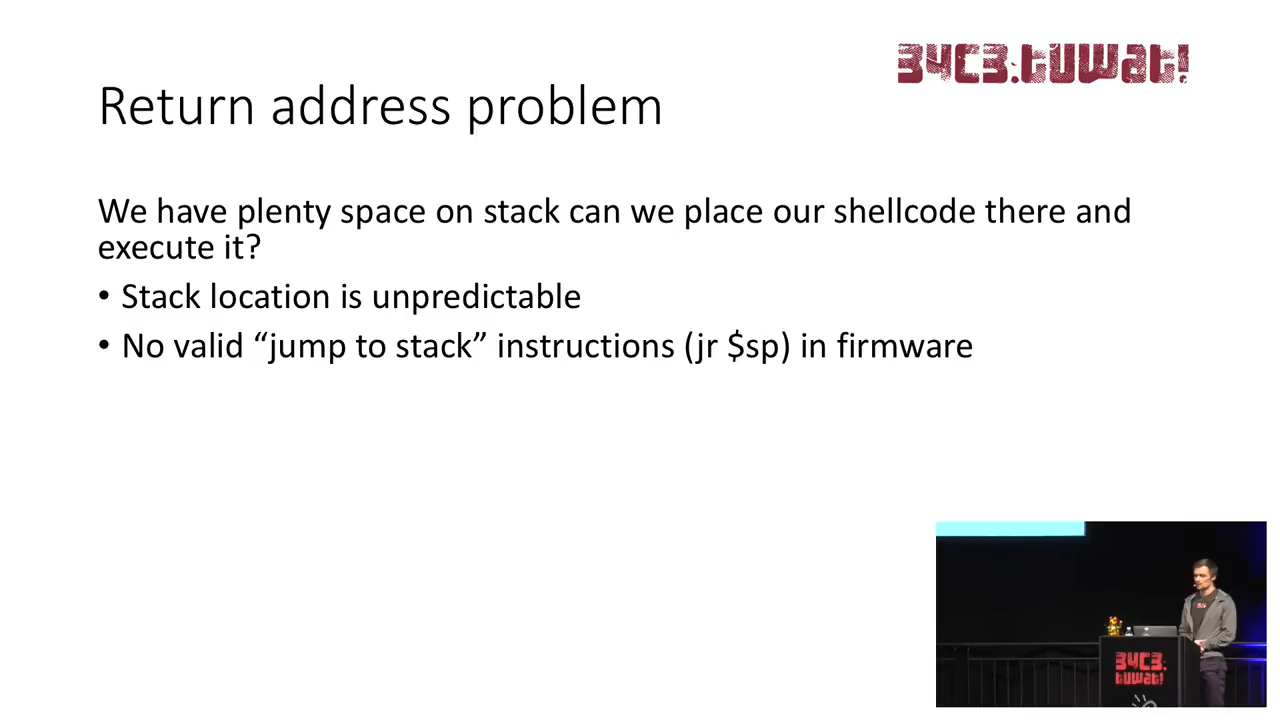 34C3.tuwat!
Return address problem
We have plenty space on stack can we place our shellcode there and
execute it?
• Stack location is unpredictable
• No valid “jump to stack” instructions (jr $sp) in firmware
34C3.
tuwat!